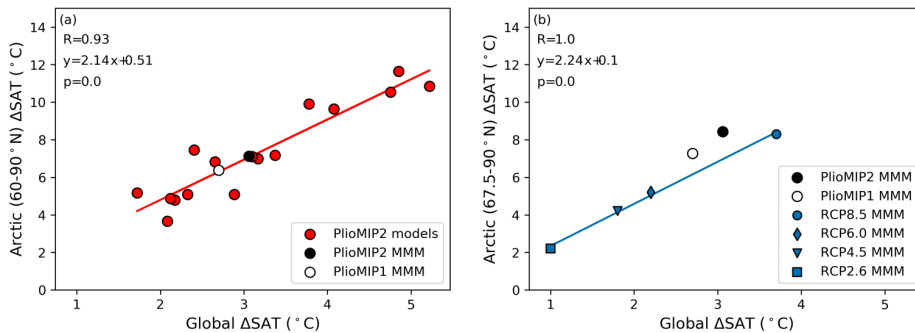 (a)
R=0.93
y=2.14x+0.51
p=0.0
Arctic (60-90°N) ΔSAT (°C)
14
12
10
8
6
4
2
0
1
2
3
4
5
Global ΔSAT (°C)
PlioMIP2 models
PlioMIP2 MMM
PlioMIP1 MMM
(b)
R=1.0
y=2.24x+0.1
p=0.0
Arctic (67.5-90°N) ΔSAT (°C)
14
12
10
8
6
4
2
0
1
2
3
4
5
Global ΔSAT (°C)
PlioMIP2 MMM
PlioMIP1 MMM
RCP8.5 MMM
RCP6.0 MMM
RCP4.5 MMM
RCP2.6 MMM